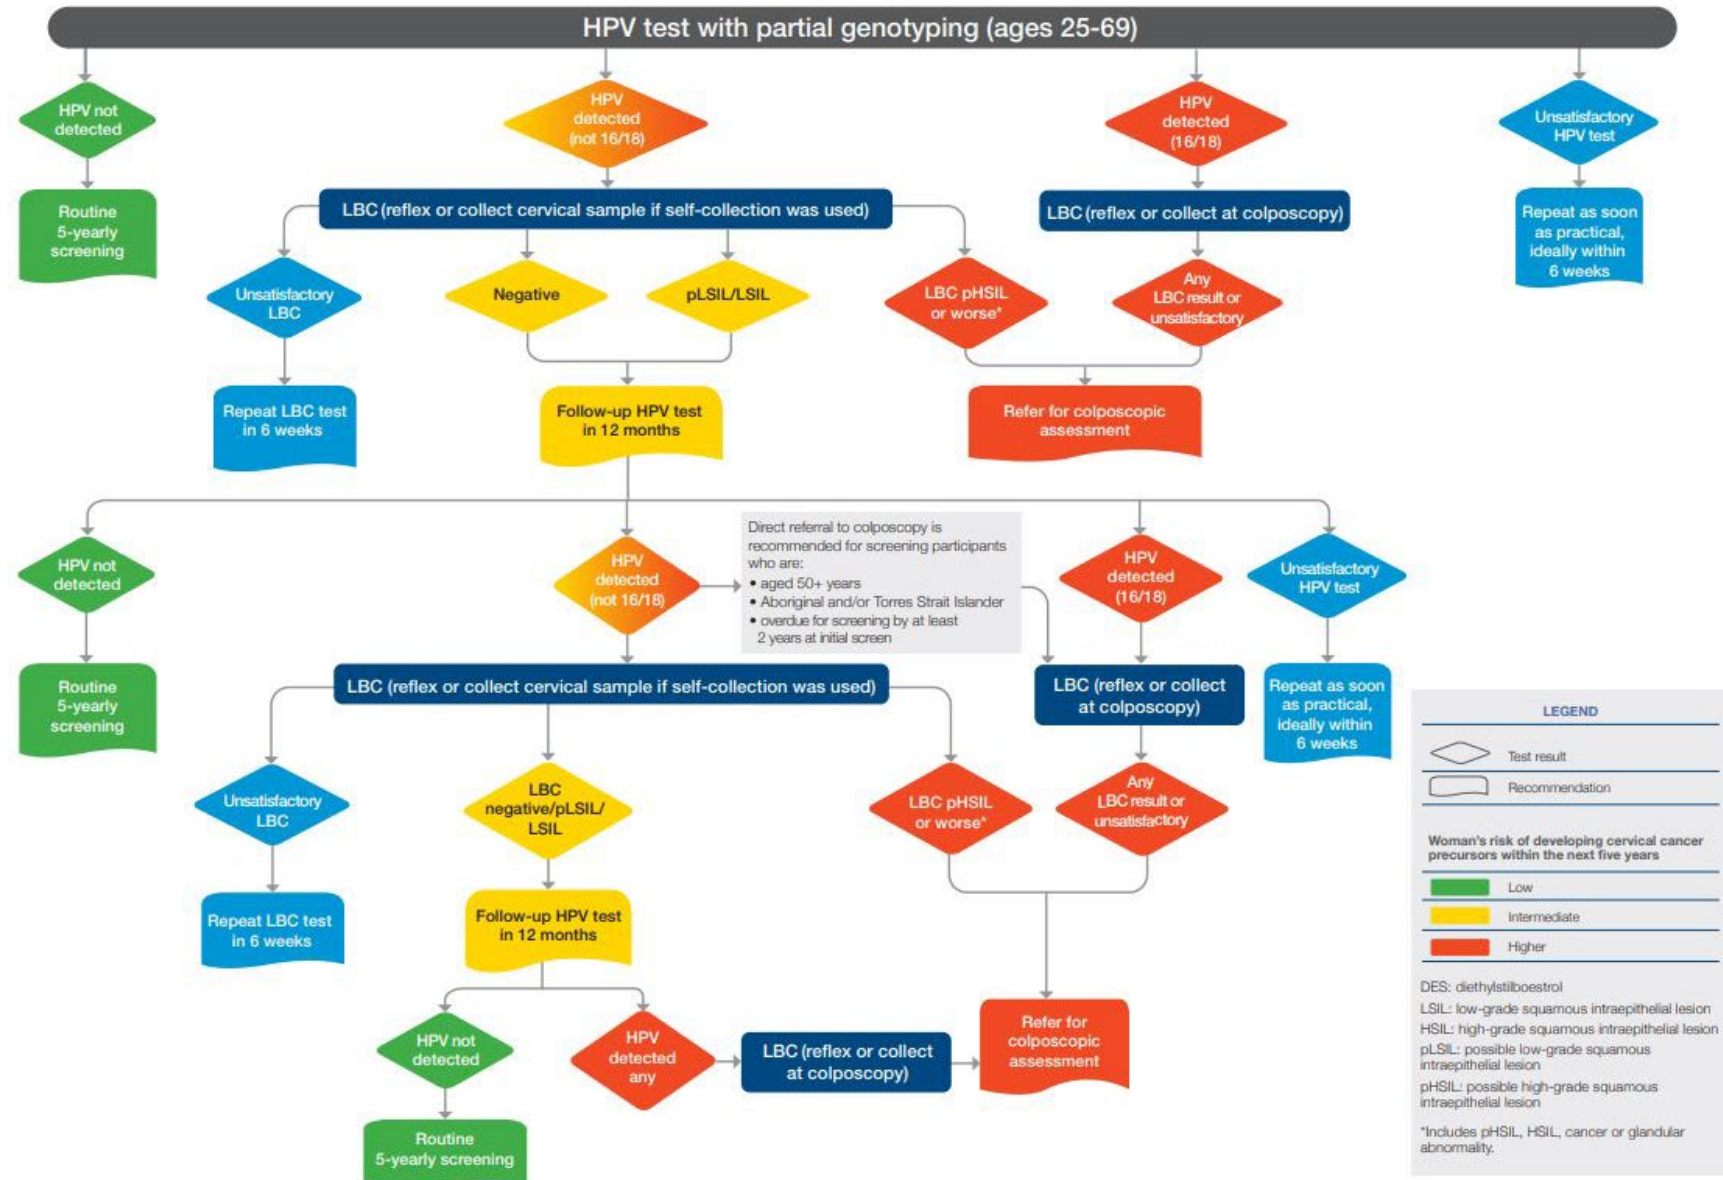 HPV test with partial genotyping (ages 25-69)
HPV not
detected
HPV
detected
(not 16/18)
HPV
detected
(16/18)
Unsatisfactory
HPV test
Routine
5-yearly
screening
LBC (reflex or collect cervical sample if self-collection was used)
LBC (reflex or collect at colposcopy)
Repeat as soon
as practical,
ideally within
6 weeks
Unsatisfactory
LBC
Negative
pLSIL/LSIL
LBC pHSIL
or worse*
Any
LBC result or
unsatisfactory
Repeat LBC test
in 6 weeks
Follow-up HPV test
in 12 months
Refer for colposcopic
assessment
HPV not
detected
HPV
detected
(not 16/18)
Direct referral to colposcopy is
recommended for screening participants
who are:
• aged 50+ years
• Aboriginal and/or Torres Strait Islander
• overdue for screening by at least
2 years at initial screen
HPV
detected
(16/18)
Unsatisfactory
HPV test
Routine
5-yearly
screening
LBC (reflex or collect cervical sample if self-collection was used)
LBC (reflex or collect
at colposcopy)
Repeat as soon
as practical,
ideally within
6 weeks
Unsatisfactory
LBC
LBC
negative/pLSIL/
LSIL
LBC pHSIL
or worse*
Any
LBC result or
unsatisfactory
Repeat LBC test
in 6 weeks
Follow-up HPV test
in 12 months
HPV not
detected
HPV
detected
any
LBC (reflex or collect
at colposcopy)
Refer for
colposcopic
assessment
Routine
5-yearly screening
LEGEND
Test result
Recommendation
Woman's risk of developing cervical cancer
precursors within the next five years
Low
Intermediate
Higher
DES: diethylstilboestrol
LSIL: low-grade squamous intraepithelial lesion
HSIL: high-grade squamous intraepithelial lesion
pLSIL: possible low-grade squamous
intraepithelial lesion
pHSIL: possible high-grade squamous
intraepithelial lesion
*Includes pHSIL, HSIL, cancer or glandular
abnormality.